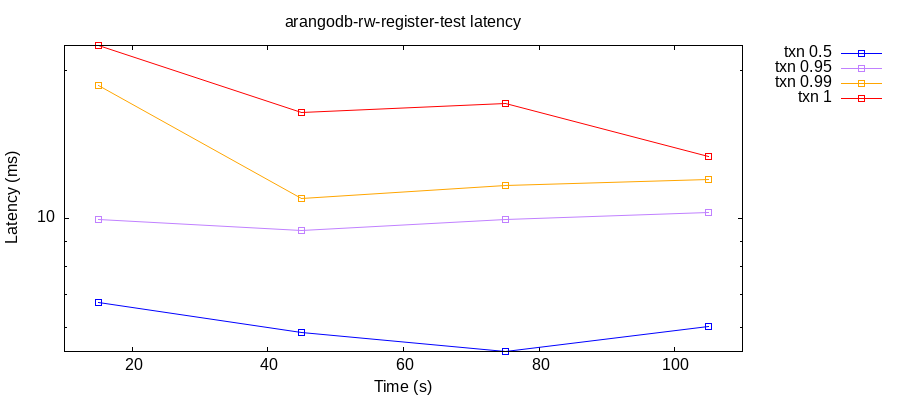 arangodb-rw-register-test latency
txn 0.5
txn 0.95
txn 0.99
txn 1
Latency (ms)
10
20 40 60 80 100
Time (s)